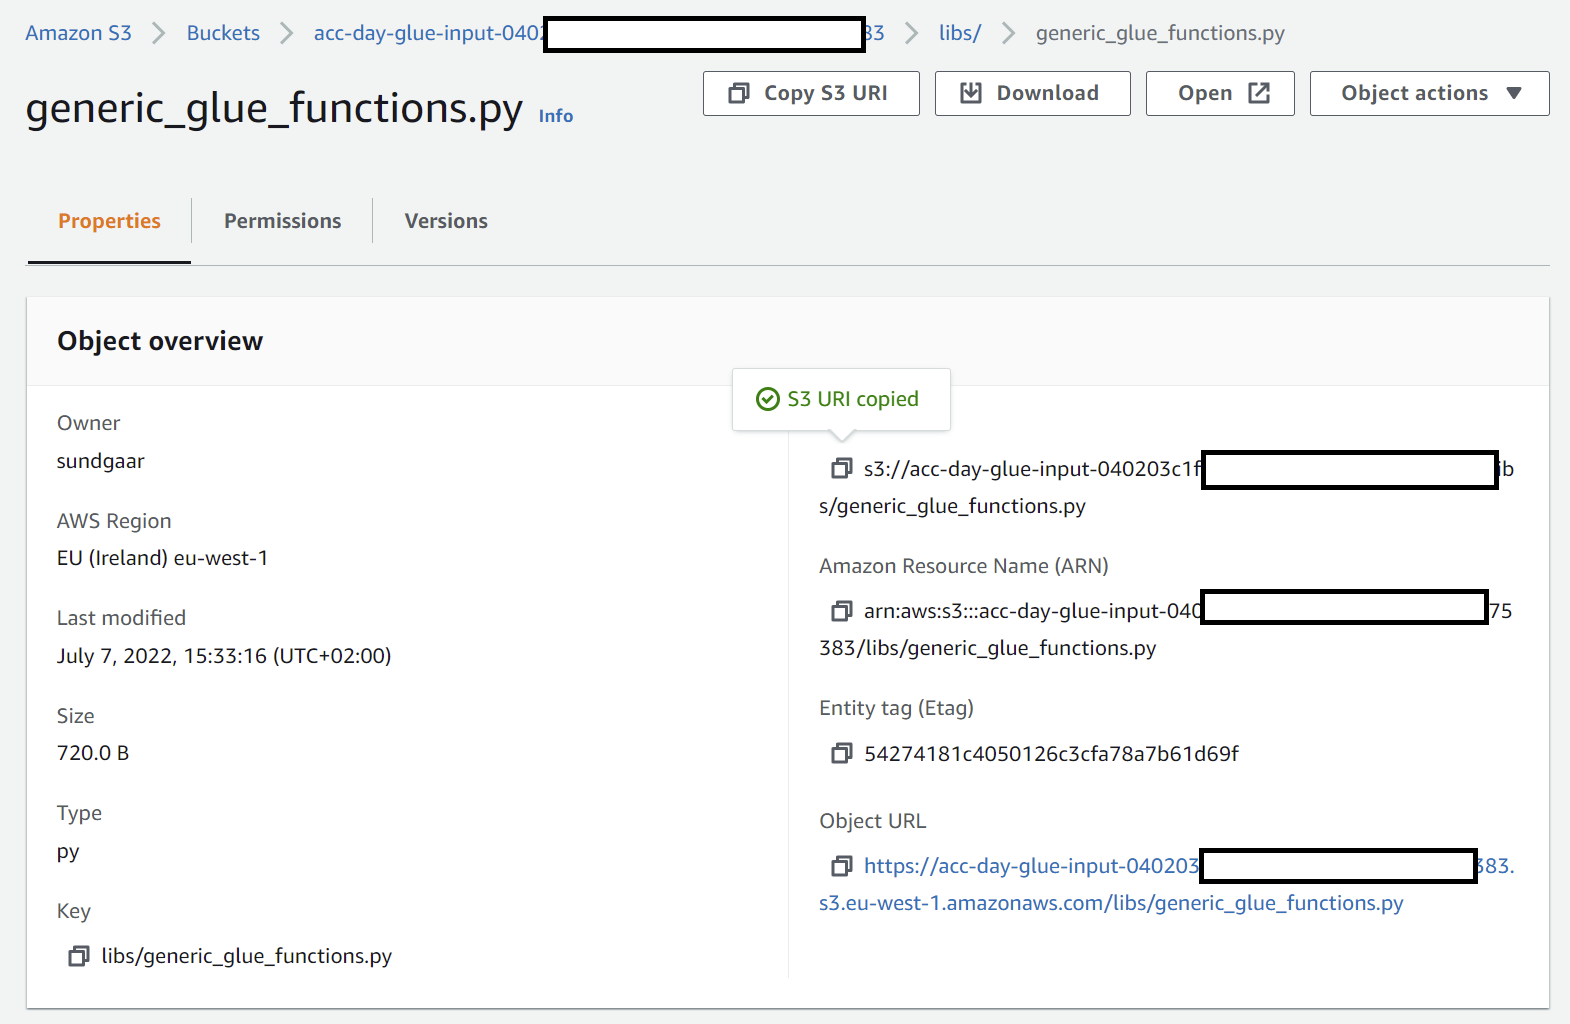 Amazon S3 > Buckets > acc-day-glue-input-040 83 > libs/ > generic_glue_functions.py
generic_glue_functions.py Info
Copy S3 URI Download Open Object actions
Properties Permissions Versions
Object overview
S3 URI copied
Owner
sundgaar
AWS Region
EU (Ireland) eu-west-1
Last modified
July 7, 2022, 15:33:16 (UTC+02:00)
Size
720.0 B
Type
py
Key
libs/generic_glue_functions.py
s3://acc-day-glue-input-040203c1f ib
s/generic_glue_functions.py
Amazon Resource Name (ARN)
arn:aws:s3:::acc-day-glue-input-040 75
383/libs/generic_glue_functions.py
Entity tag (Etag)
54274181c4050126c3cfa78a7b61d69f
Object URL
https://acc-day-glue-input-040203 383.
s3.eu-west-1.amazonaws.com/libs/generic_glue_functions.py